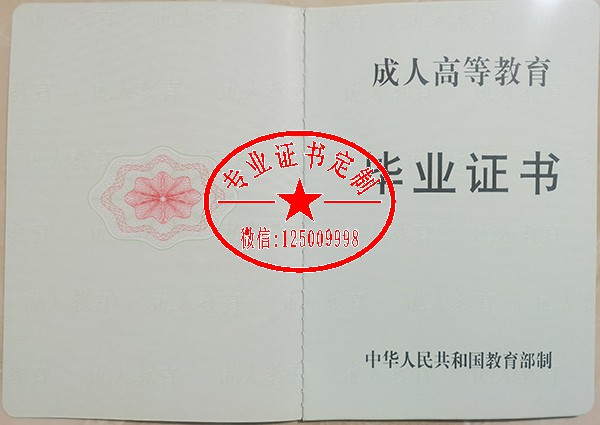 成人高等教育
毕业证书
专业证书定制
微信:125009998
中华人民共和国教育部制